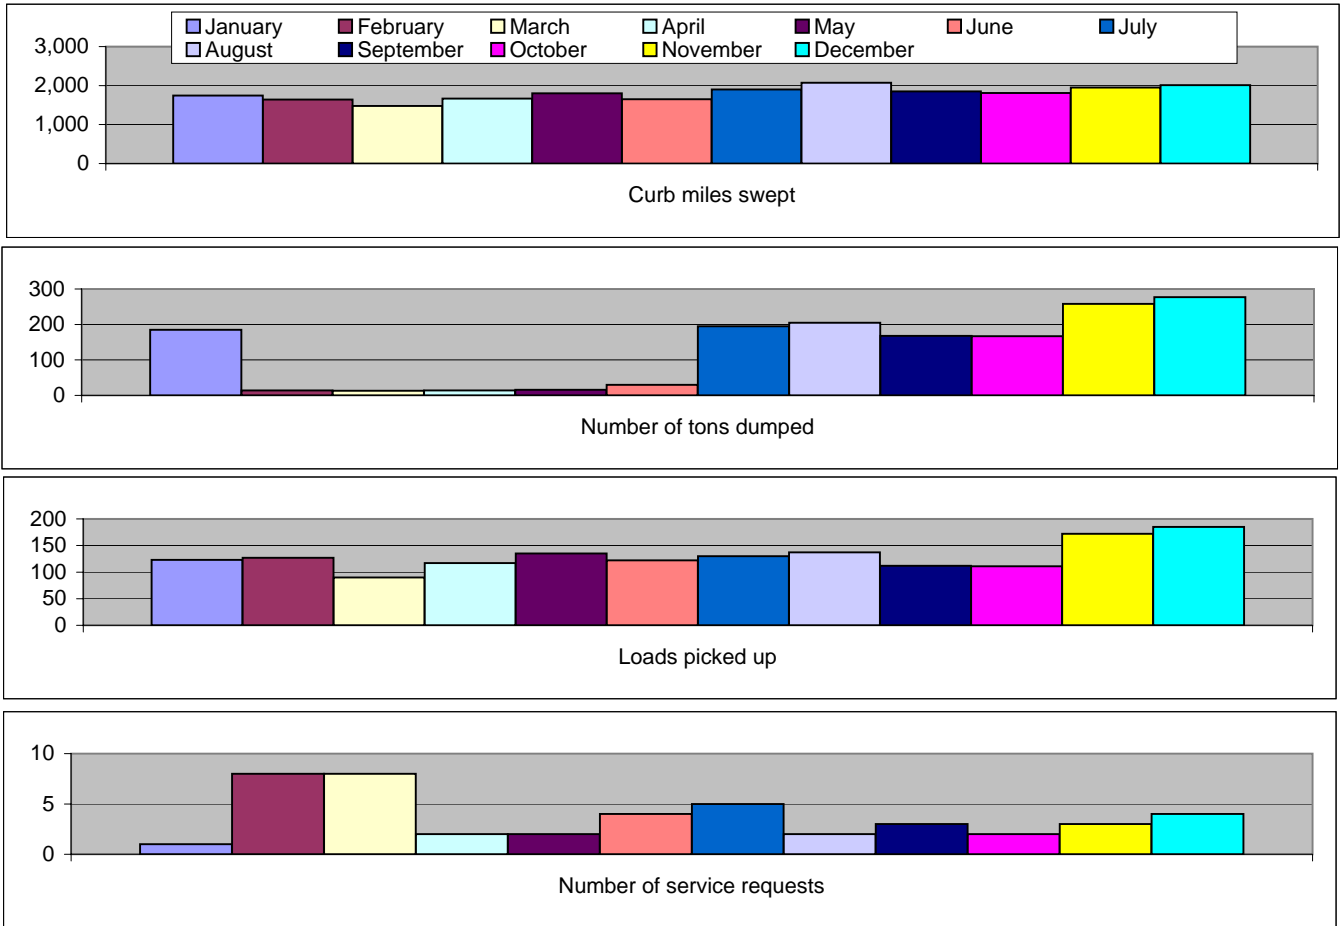 January February March April May June July
August September October November December
3,000
2,000
1,000
0
Curb miles swept
300
200
100
0
Number of tons dumped
200
150
100
50
0
Loads picked up
10
5
0
Number of service requests